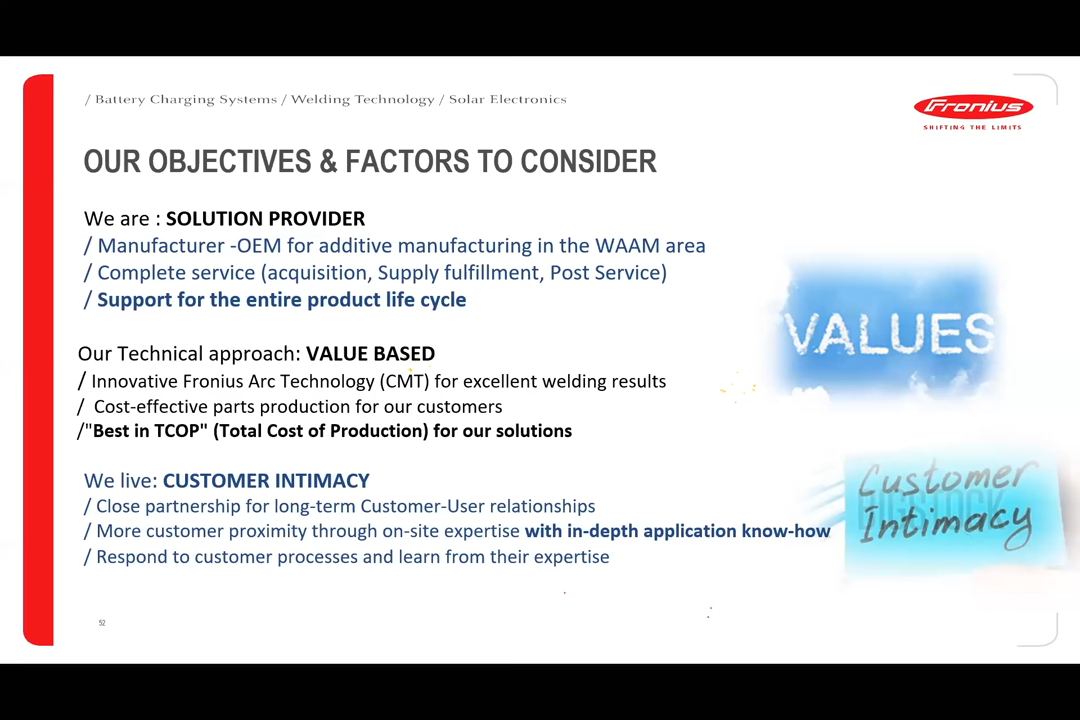 / Battery Charging Systems / Welding Technology / Solar Electronics
Fronius
SHIFTING THE LIMITS
OUR OBJECTIVES & FACTORS TO CONSIDER
We are : SOLUTION PROVIDER
/ Manufacturer -OEM for additive manufacturing in the WAAM area
/ Complete service (acquisition, Supply fulfillment, Post Service)
/ Support for the entire product life cycle
VALUES
Our Technical approach: VALUE BASED
/ Innovative Fronius Arc Technology (CMT) for excellent welding results
/ Cost-effective parts production for our customers
/"Best in TCOP" (Total Cost of Production) for our solutions
We live: CUSTOMER INTIMACY
/ Close partnership for long-term Customer-User relationships
/ More customer proximity through on-site expertise with in-depth application know-how
/ Respond to customer processes and learn from their expertise
Customer
Intimacy
52